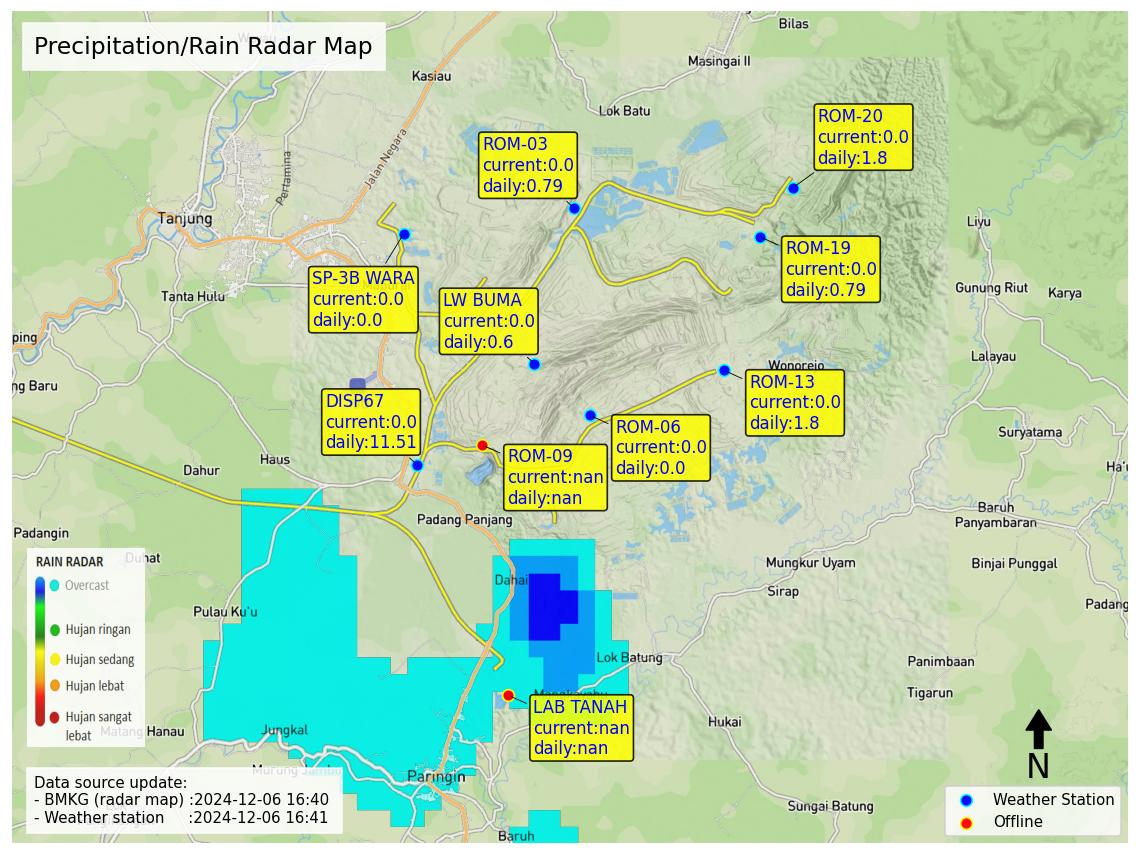 Precipitation/Rain Radar Map
Bilas
Masingai II
Kasiau
Lok Batu
Jalan Negara
Pertamina
Tanjung
Tanta Hulu
ping
ng Baru
ROM-03
current:0.0
daily:0.79
ROM-20
current:0.0
daily:1.8
ROM-19
current:0.0
daily:0.79
SP-3B WARA
current:0.0
daily:0.0
LW BUMA
current:0.0
daily:0.6
Liyu
Gunung Riut
Karya
Lalayau
Wonorejo
ROM-13
current:0.0
daily:1.8
DISP67
current:0.0
daily:11.51
ROM-06
current:0.0
daily:0.0
ROM-09
current:nan
daily:nan
Suryatama
Ha'u
Dahur
Haus
Padang Panjang
Baruh
Panyambaran
Padangin
Duhat
Dahai
Mungkur Uyam
Binjai Punggal
Sirap
Padang
Pulau Ku'u
Lok Batung
Panimbaan
Tigarun
RAIN RADAR
Overcast
Hujan ringan
Hujan sedang
Hujan lebat
Hujan sangat
lebat
LAB TANAH
current:nan
daily:nan
Matang Hanau
Jungkal
Hukai
Paringin
Sungai Batung
Baruh
N
Data source update:
- BMKG (radar map) :2024-12-06 16:40
- Weather station :2024-12-06 16:41
Weather Station
Offline